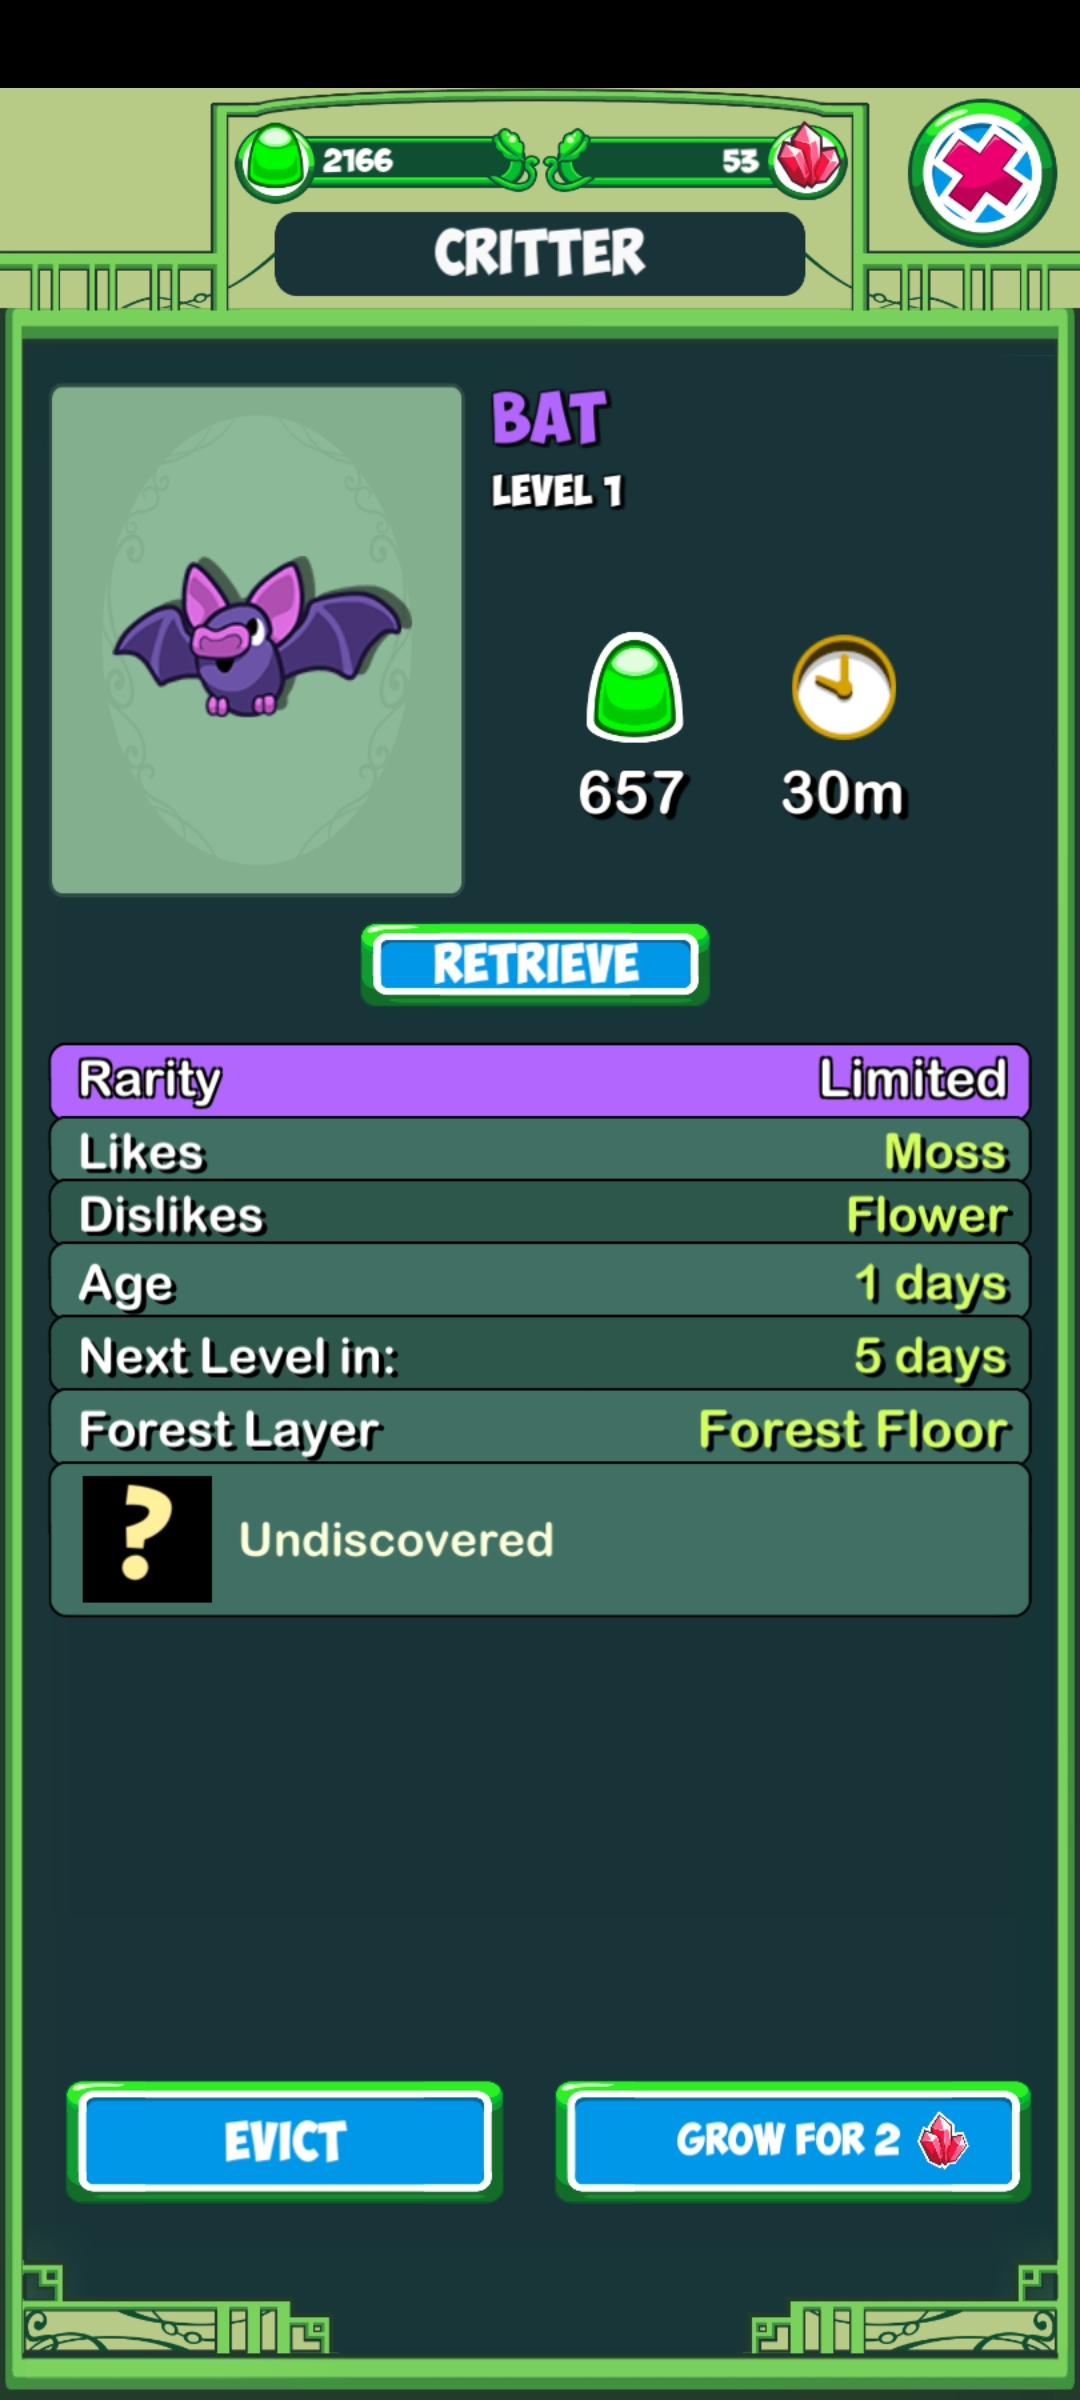 2166
53
CRITTER
BAT
LEVEL 1
657
30m
RETRIEVE
Rarity Limited
Likes Moss
Dislikes Flower
Age 1 days
Next Level in: 5 days
Forest Layer Forest Floor
? Undiscovered
EVICT
GROW FOR 2